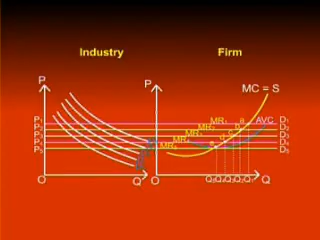 Industry Firm
P P MC = S
P₁ MR₁ a AVC D₁
P₂ MR₂ b D₂
P₃ MR₃ c D₃
P₄ MR₄ d D₄
P₅ MR₅ e D₅
O Q O Q₅Q₄Q₃Q₂Q₁ Q